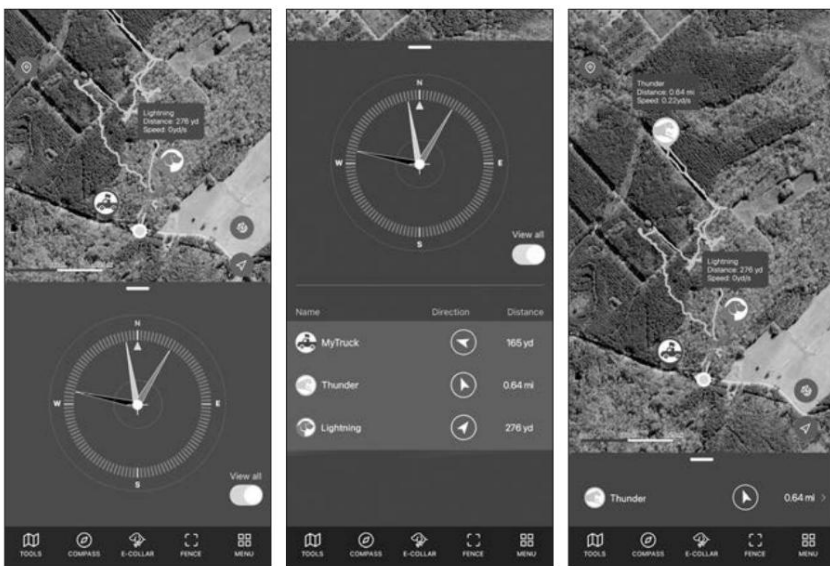 Lightning
Distance: 276 yd
Speed: 0yd/s
N
W
E
S
View all
TOOLS
COMPASS
E-COLLAR
FENCE
MENU
N
W
E
S
View all
Name Direction Distance
MyTruck 165 yd
Thunder 0.64 mi
Lightning 276 yd
TOOLS
COMPASS
E-COLLAR
FENCE
MENU
Thunder
Distance: 0.64 mi
Speed: 0.22yd/s
Lightning
Distance: 276 yd
Speed: 0yd/s
Thunder 0.64 mi
TOOLS
COMPASS
E-COLLAR
FENCE
MENU